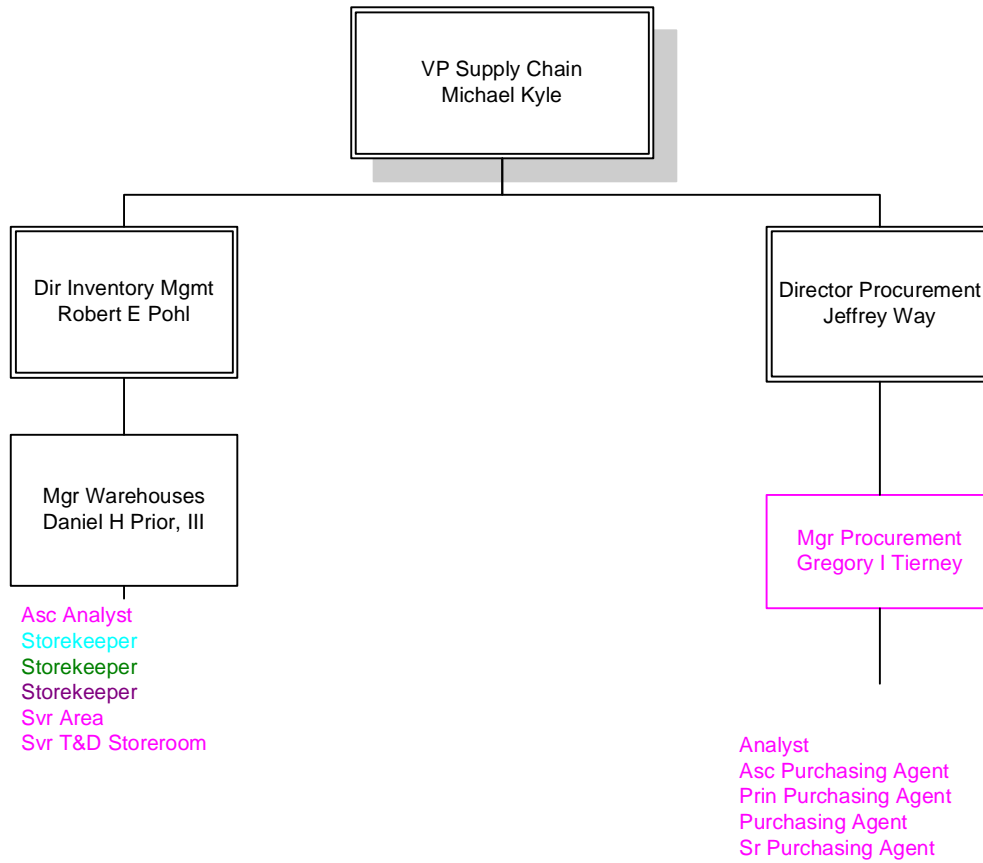 VP Supply Chain
Michael Kyle
Dir Inventory Mgmt
Robert E Pohl
Director Procurement
Jeffrey Way
Mgr Warehouses
Daniel H Prior, III
Mgr Procurement
Gregory I Tierney
Asc Analyst
Storekeeper
Storekeeper
Storekeeper
Svr Area
Svr T&D Storeroom
Analyst
Asc Purchasing Agent
Prin Purchasing Agent
Purchasing Agent
Sr Purchasing Agent